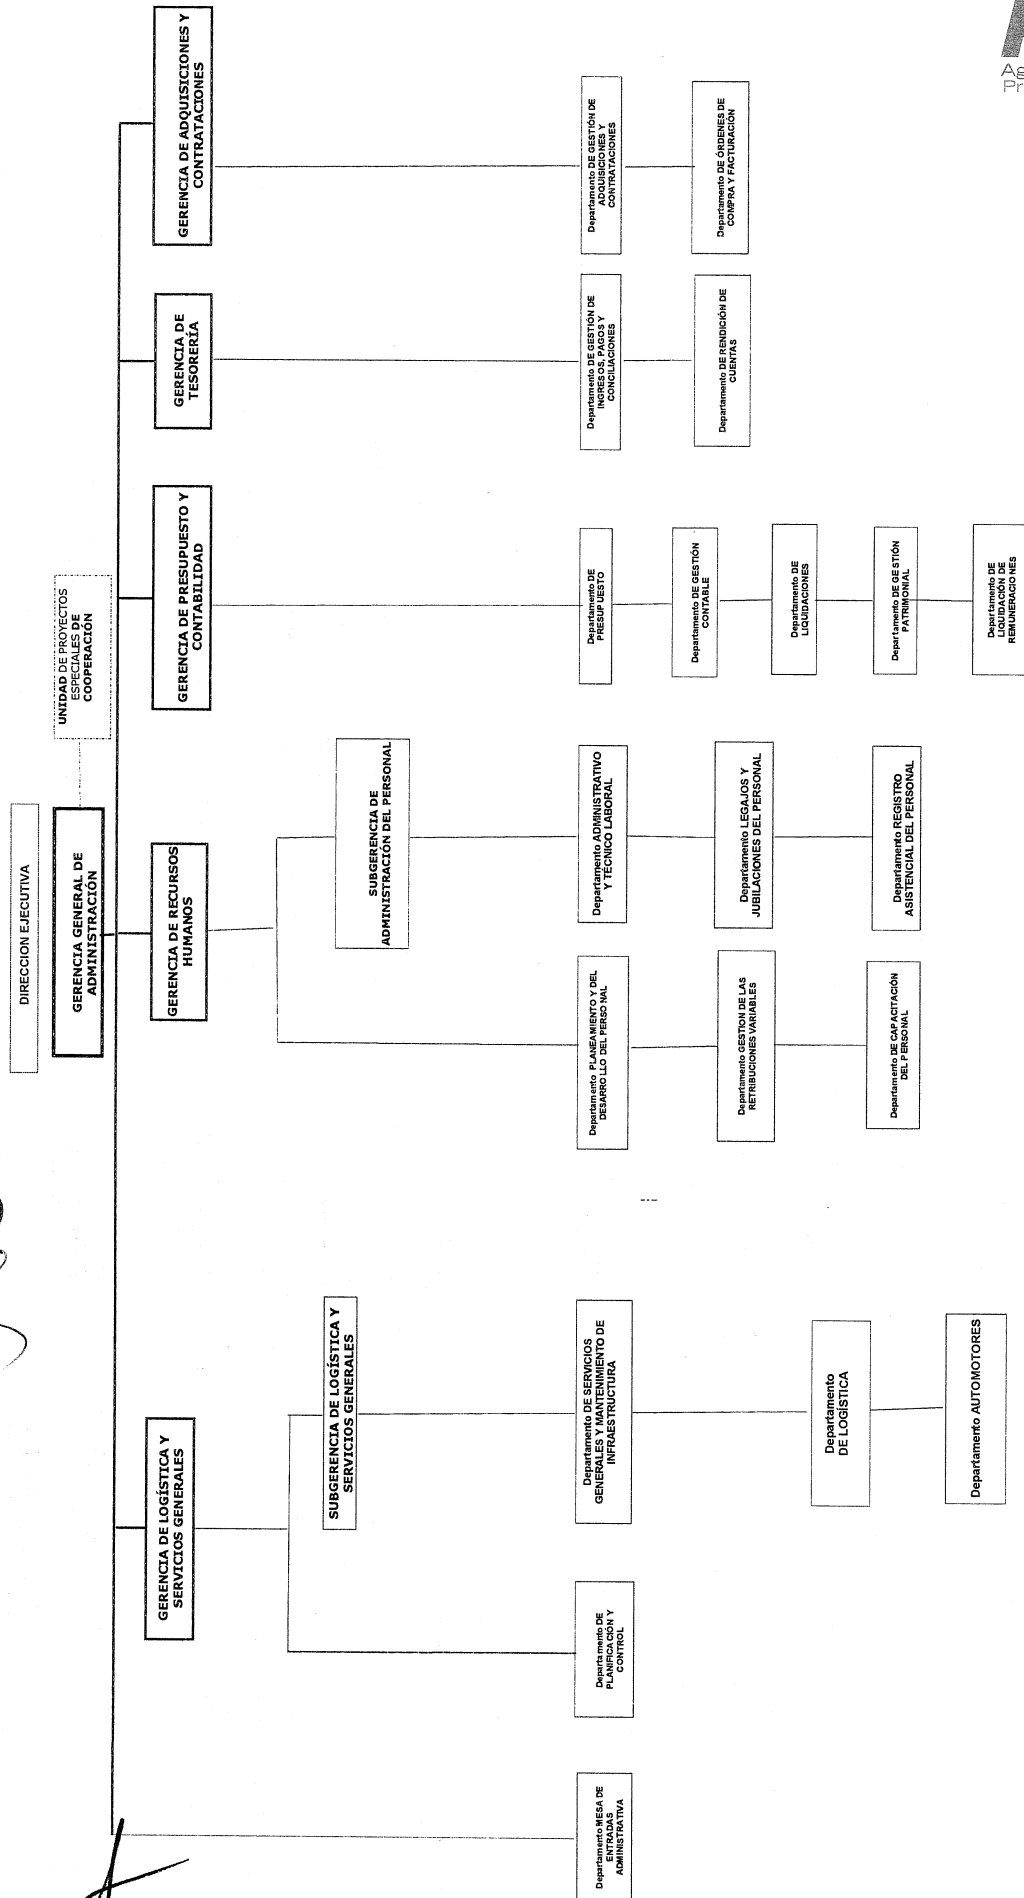 DIRECCION EJECUTIVA
GERENCIA GENERAL DE
ADMINISTRACIÓN
UNIDAD DE PROYECTOS
ESPECIALES DE
COOPERACION
GERENCIA DE LOGÍSTICA Y
SERVICIOS GENERALES
GERENCIA DE RECURSOS
HUMANOS
GERENCIA DE PRESUPUESTO Y
CONTABILIDAD
GERENCIA DE
TESORERÍA
GERENCIA DE ADQUISICIONES Y
CONTRATACIONES
SUBGERENCIA DE LOGÍSTICA Y
SERVICIOS GENERALES
SUBGERENCIA DE
ADMINISTRACIÓN DEL PERSONAL
Departamento MESA DE
ENTRADAS
ADMINISTRATIVA
Departamento DE
PLANIFICACIÓN Y
CONTROL
Departamento DE SERVICIOS
GENERALES Y MANTENIMIENTO DE
INFRAESTRUCTURA
Departamento
DE LOGÍSTICA
Departamento AUTOMOTORES
Departamento PLANEAMIENTO Y DEL
DESARROLLO DEL PERSONAL
Departamento GESTION DE LAS
RETRIBUCIONES VARIABLES
Departamento DE CAPACITACIÓN
DEL PERSONAL
Departamento ADMINISTRATIVO
Y TÉCNICO LABORAL
Departamento LEGAJOS Y
JUBILACIONES DEL PERSONAL
Departamento REGISTRO
ASISTENCIAL DEL PERSONAL
Departamento DE
PRESUPUESTO
Departamento DE GESTIÓN
CONTABLE
Departamento DE
LIQUIDACIONES
Departamento DE GESTIÓN
PATRIMONIAL
Departamento DE
LIQUIDACIÓN DE
REMUNERACIONES
Departamento DE GESTIÓN DE
INGRESOS, PAGOS Y
CONCILIACIONES
Departamento DE RENDICIÓN DE
CUENTAS
Departamento DE GESTIÓN DE
ADQUISICIONES Y
CONTRATACIONES
Departamento DE ÓRDENES DE
COMPRA Y FACTURACIÓN
Ag
Pr